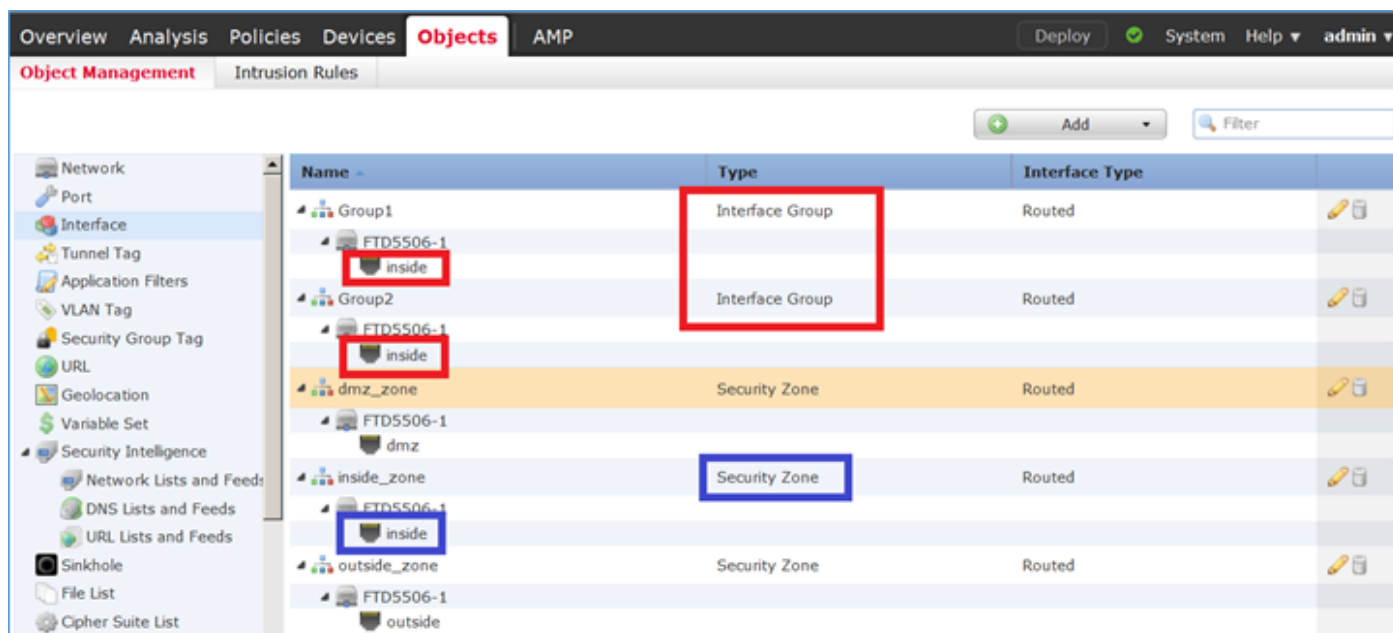 Overview Analysis Policies Devices Objects AMP Deploy System Help admin
Object Management Intrusion Rules
Add Filter
Network
Port
Interface
Tunnel Tag
Application Filters
VLAN Tag
Security Group Tag
URL
Geolocation
Variable Set
Security Intelligence
Network Lists and Feeds
DNS Lists and Feeds
URL Lists and Feeds
Sinkhole
File List
Cipher Suite List
Name Type Interface Type
Group1 Interface Group Routed
FTD5506-1
inside
Group2 Interface Group Routed
FTD5506-1
inside
dmz_zone Security Zone Routed
FTD5506-1
dmz
inside_zone Security Zone Routed
FTD5506-1
inside
outside_zone Security Zone Routed
FTD5506-1
outside